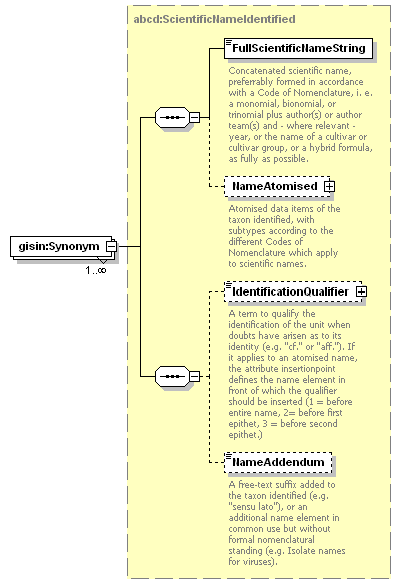 abcd:ScientificNameIdentified
FullScientificNameString
Concatenated scientific name,
preferrably formed in accordance
with a Code of Nomenclature, i. e.
a monomial, bionomial, or
trinomial plus author(s) or author
team(s) and - where relevant -
year, or the name of a cultivar or
cultivar group, or a hybrid formula,
as fully as possible.
NameAtomised
Atomised data items of the
taxon identified, with
subtypes according to the
different Codes of
Nomenclature which apply
to scientific names.
gisin:Synonym
1..∞
IdentificationQualifier
A term to qualify the
identification of the unit when
doubts have arisen as to its
identity (e.g. "cf." or "aff."). If
it applies to an atomised name,
the attribute insertionpoint
defines the name element in
front of which the qualifier
should be inserted (1 = before
entire name, 2= before first
epithet, 3 = before second
epithet.)
NameAddendum
A free-text suffix added to
the taxon identified (e.g.
"sensu lato"), or an
additional name element in
common use but without
formal nomenclatural
standing (e.g. Isolate names
for viruses).